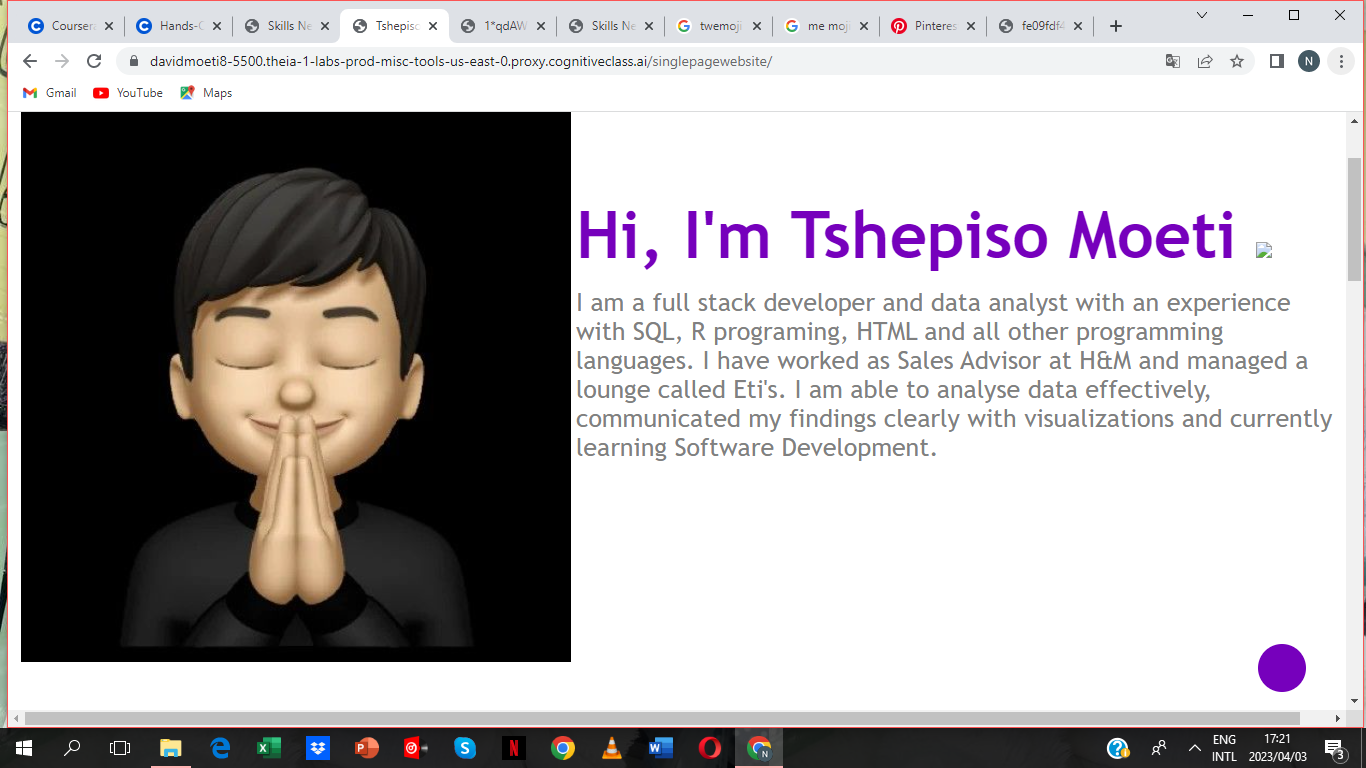 Coursera
Hands-O
Skills Ne
Tshepiso
1*qdAW
Skills Ne
twemoji
me moji
Pinteres
fe09fdf4
davidmoeti8-5500.theia-1-labs-prod-misc-tools-us-east-0.proxy.cognitiveclass.ai/singlepagewebsite/
N
Gmail
YouTube
Maps
Hi, I'm Tshepiso Moeti
I am a full stack developer and data analyst with an experience
with SQL, R programing, HTML and all other programming
languages. I have worked as Sales Advisor at H&M and managed a
lounge called Eti's. I am able to analyse data effectively,
communicated my findings clearly with visualizations and currently
learning Software Development.
ENG
INTL
17:21
2023/04/03
3